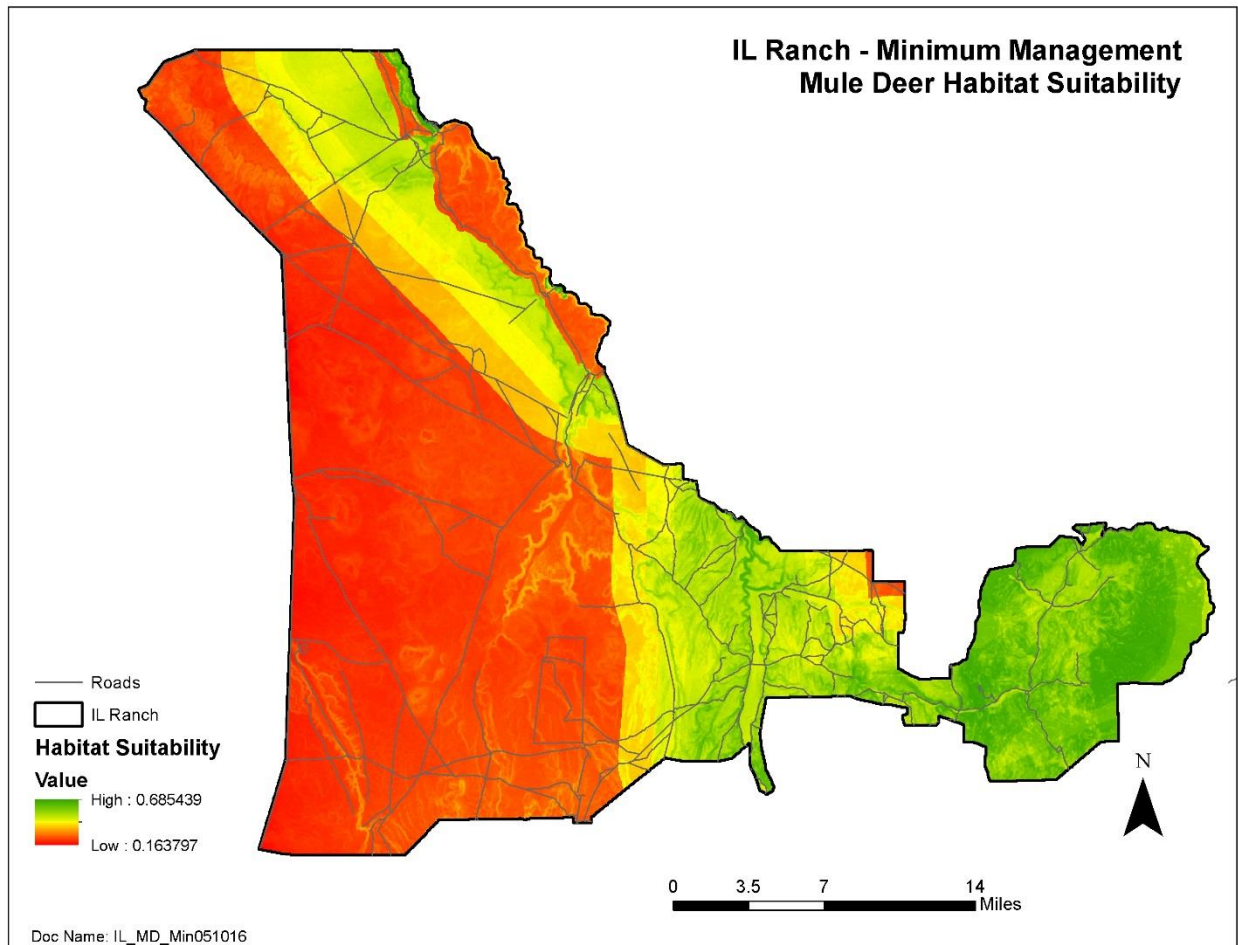 IL Ranch - Minimum Management
Mule Deer Habitat Suitability
Roads
IL Ranch
Habitat Suitability
Value
High : 0.685439
Low : 0.163797
N
0 3.5 7 14
Miles
Doc Name: IL_MD_Min051016